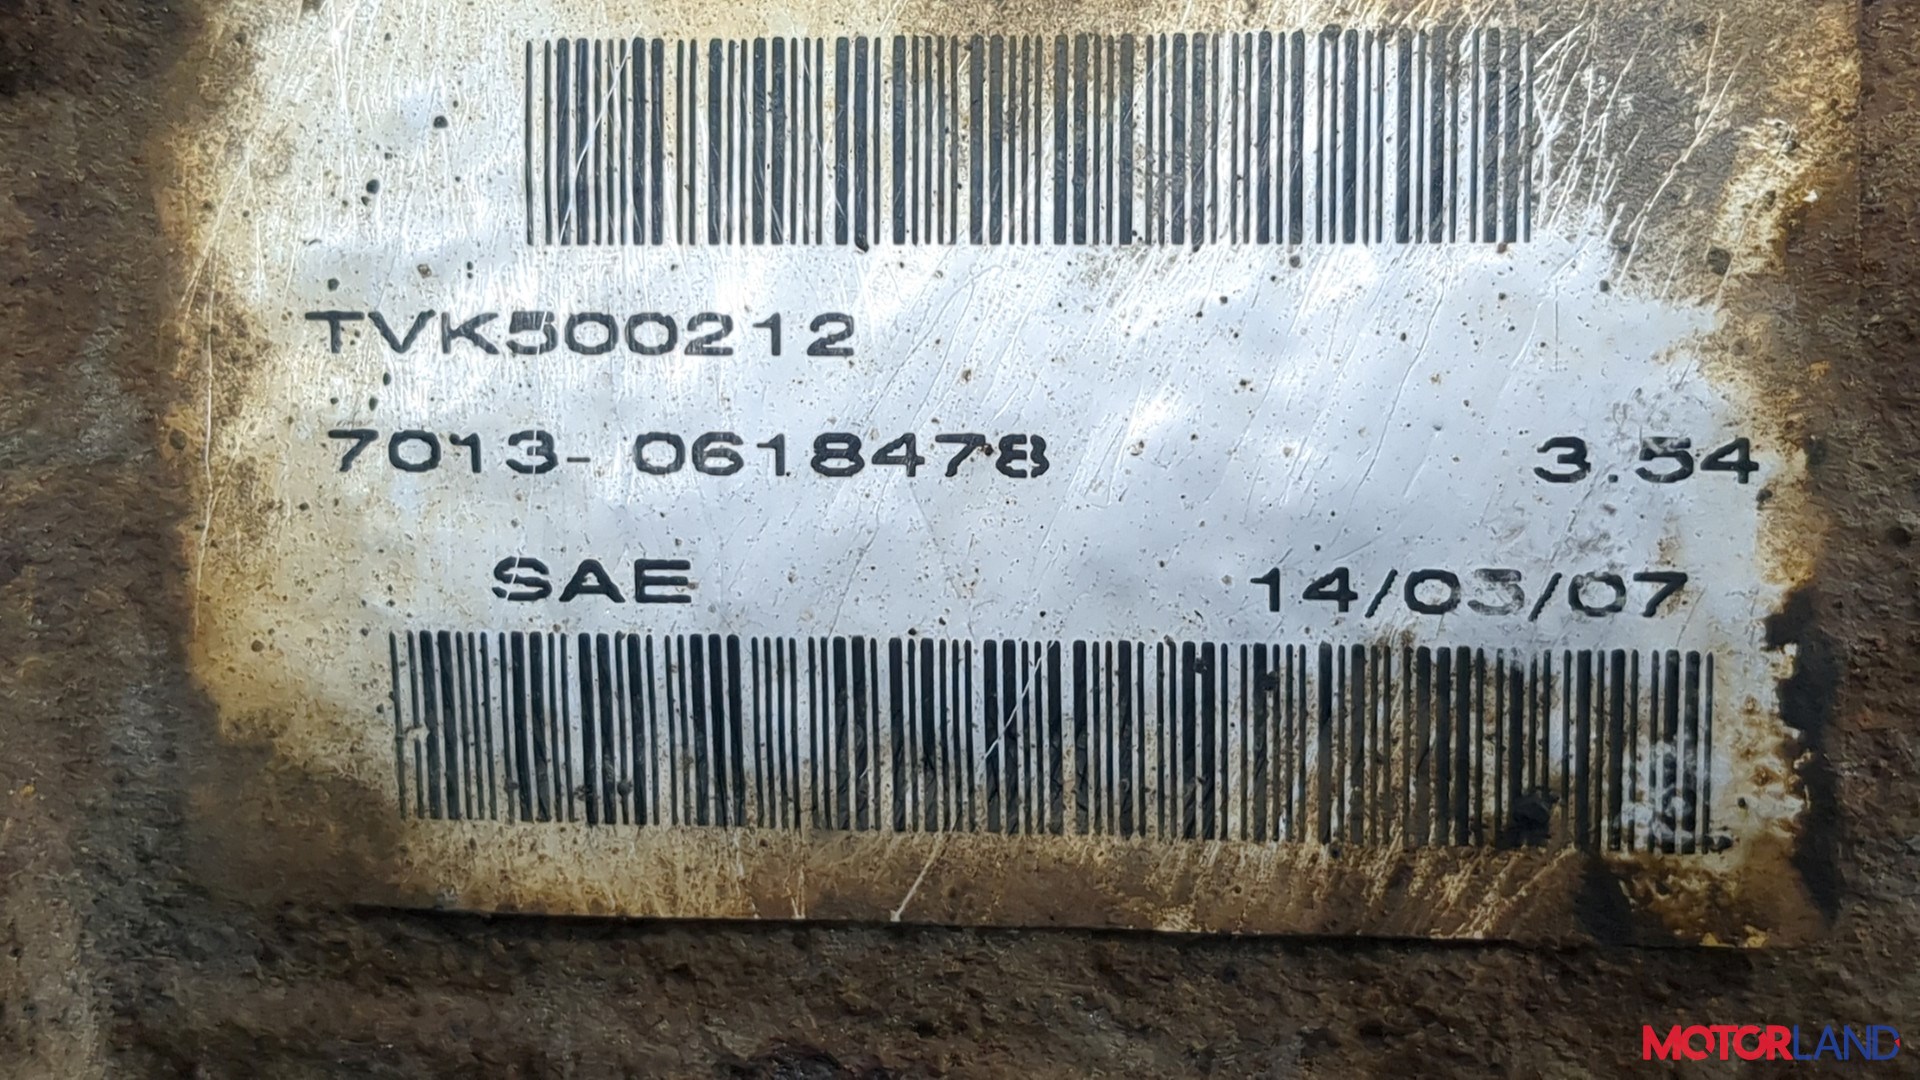 TVK500212
7013- 0618478 3.54
SAE 14/03/07
MOTORLAND